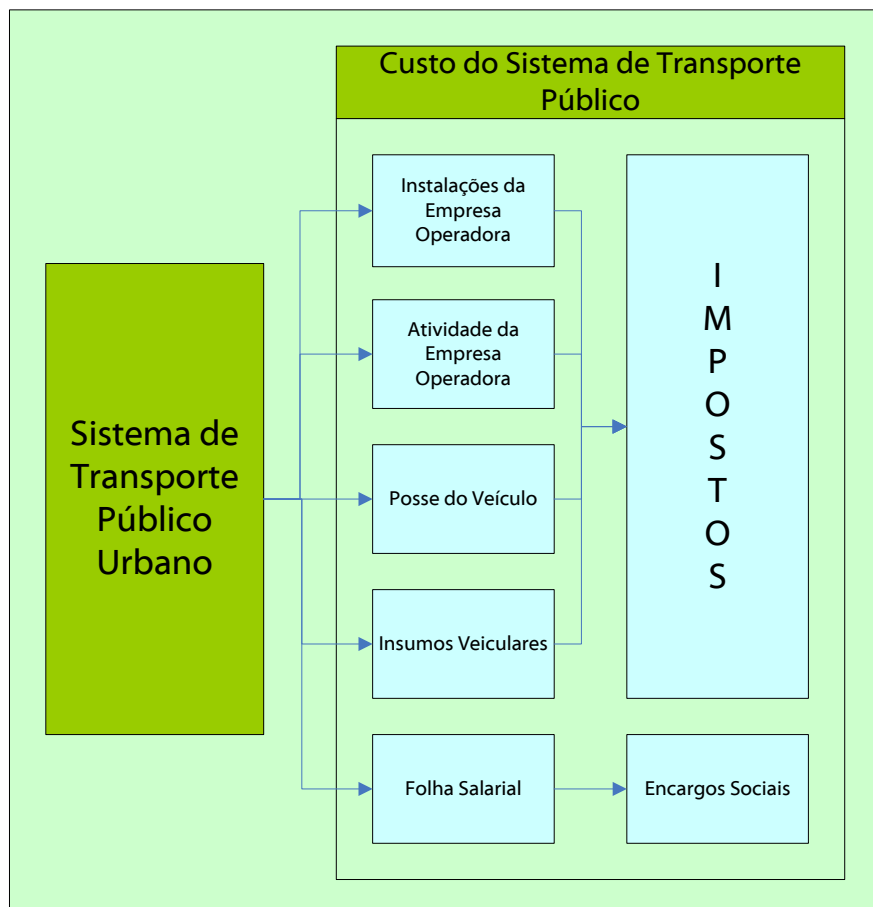 Custo do Sistema de Transporte
Público
Instalações da
Empresa
Operadora
Atividade da
Empresa
Operadora
Posse do Veículo
Insumos Veiculares
Folha Salarial
I
M
P
O
S
T
O
S
Encargos Sociais
Sistema de
Transporte
Público
Urbano